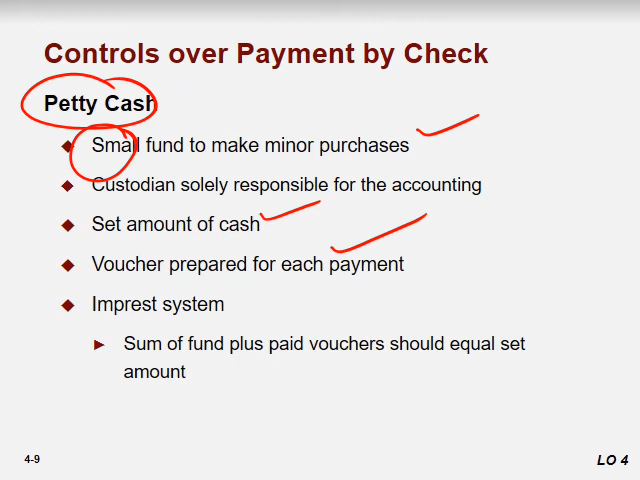 Controls over Payment by Check
Petty Cash
Small fund to make minor purchases
Custodian solely responsible for the accounting
Set amount of cash
Voucher prepared for each payment
Imprest system
Sum of fund plus paid vouchers should equal set
amount
4-9
LO 4